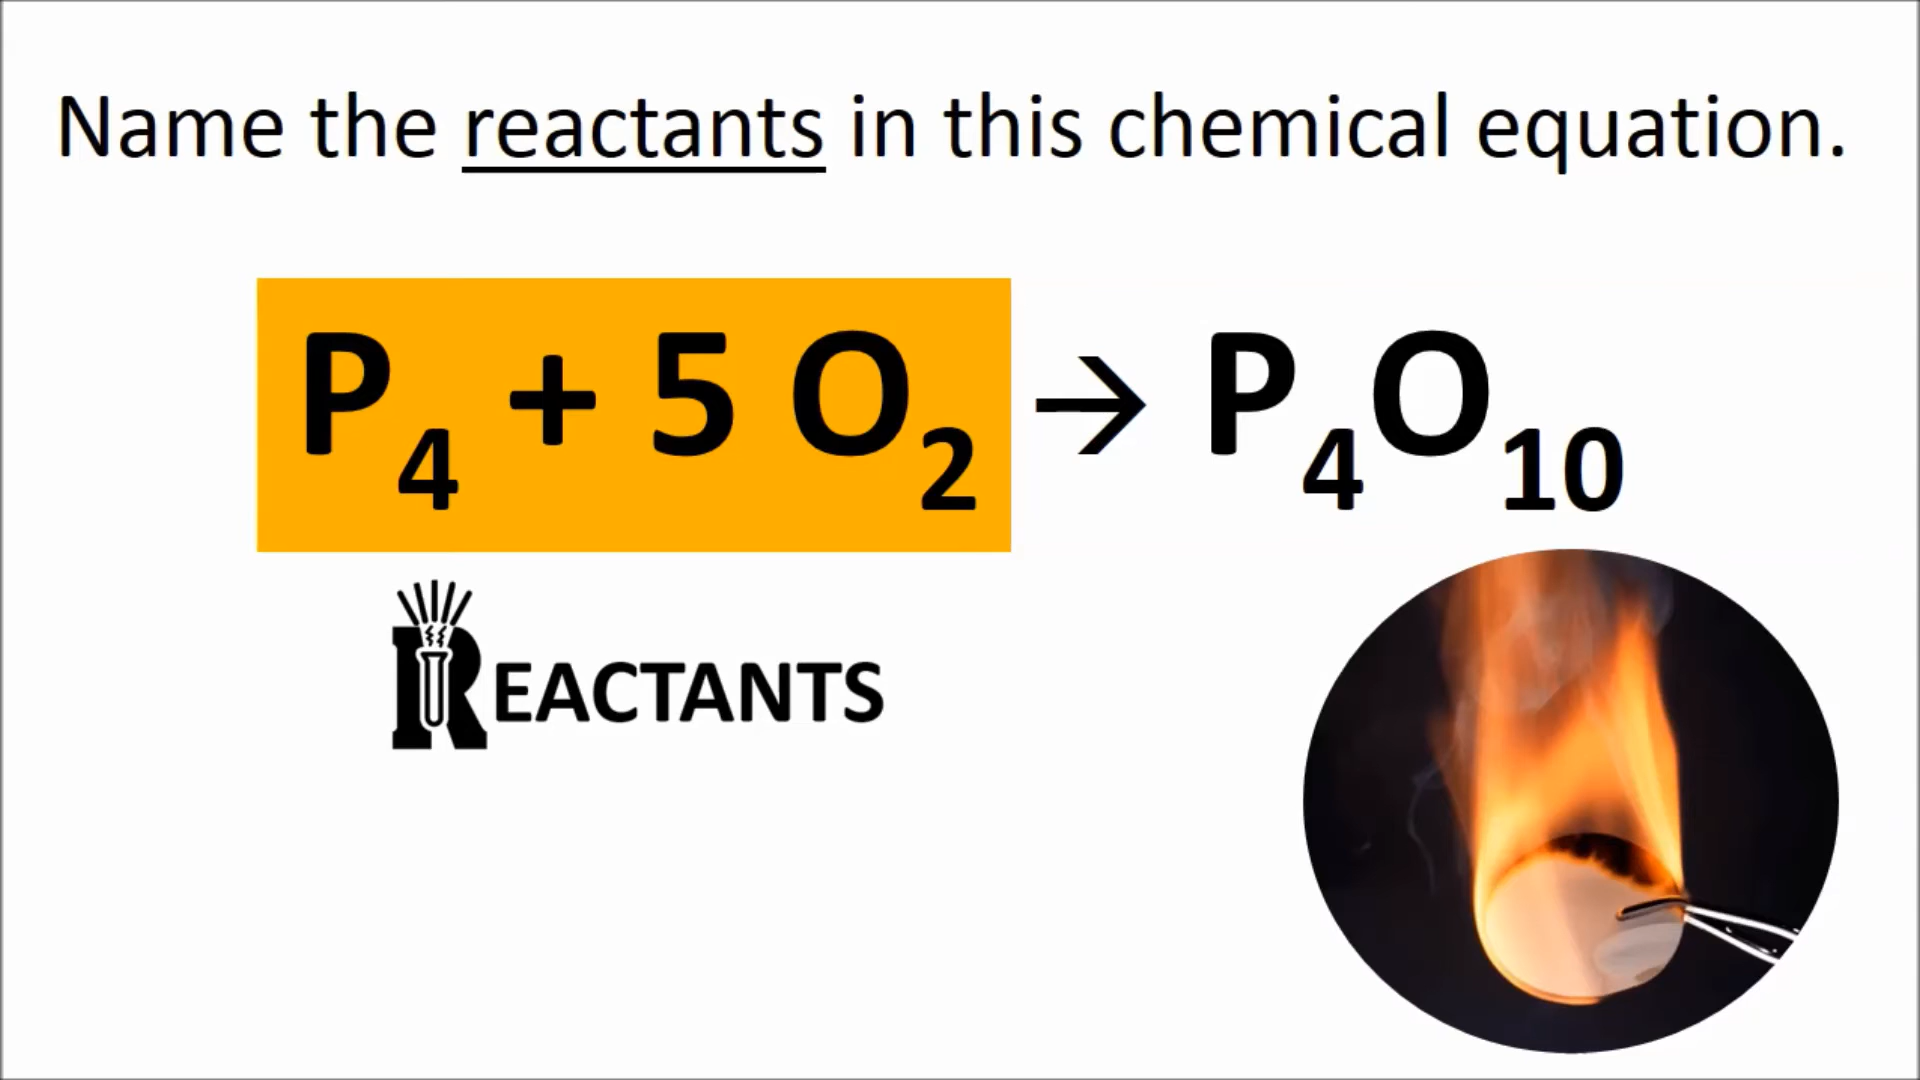 Name the reactants in this chemical equation.
P₄ + 5 O₂ → P₄O₁₀
REACTANTS